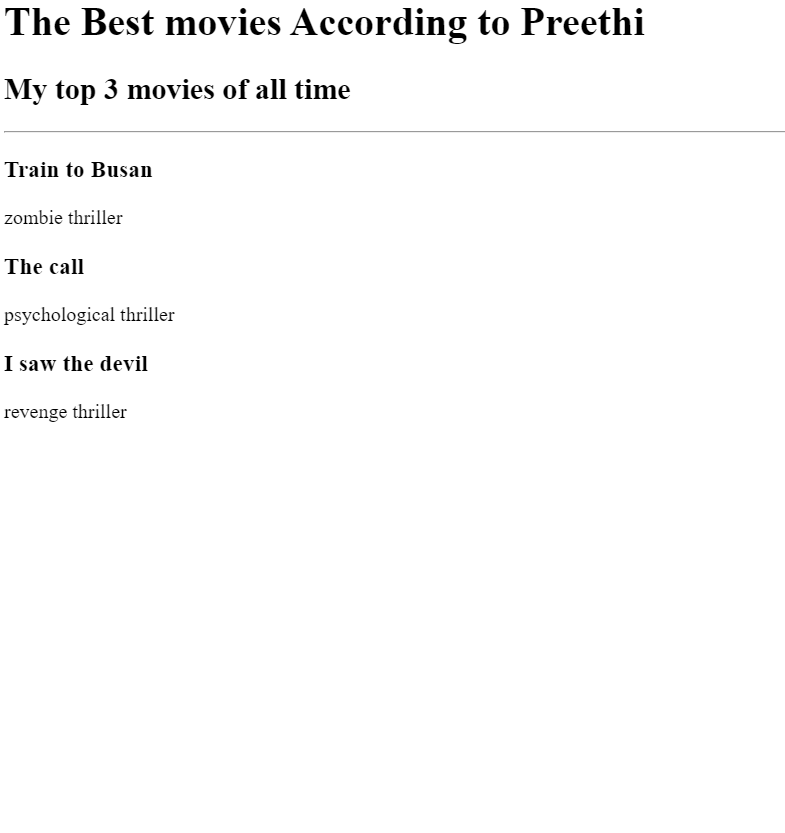 The Best movies According to Preethi
My top 3 movies of all time
Train to Busan
zombie thriller
The call
psychological thriller
I saw the devil
revenge thriller